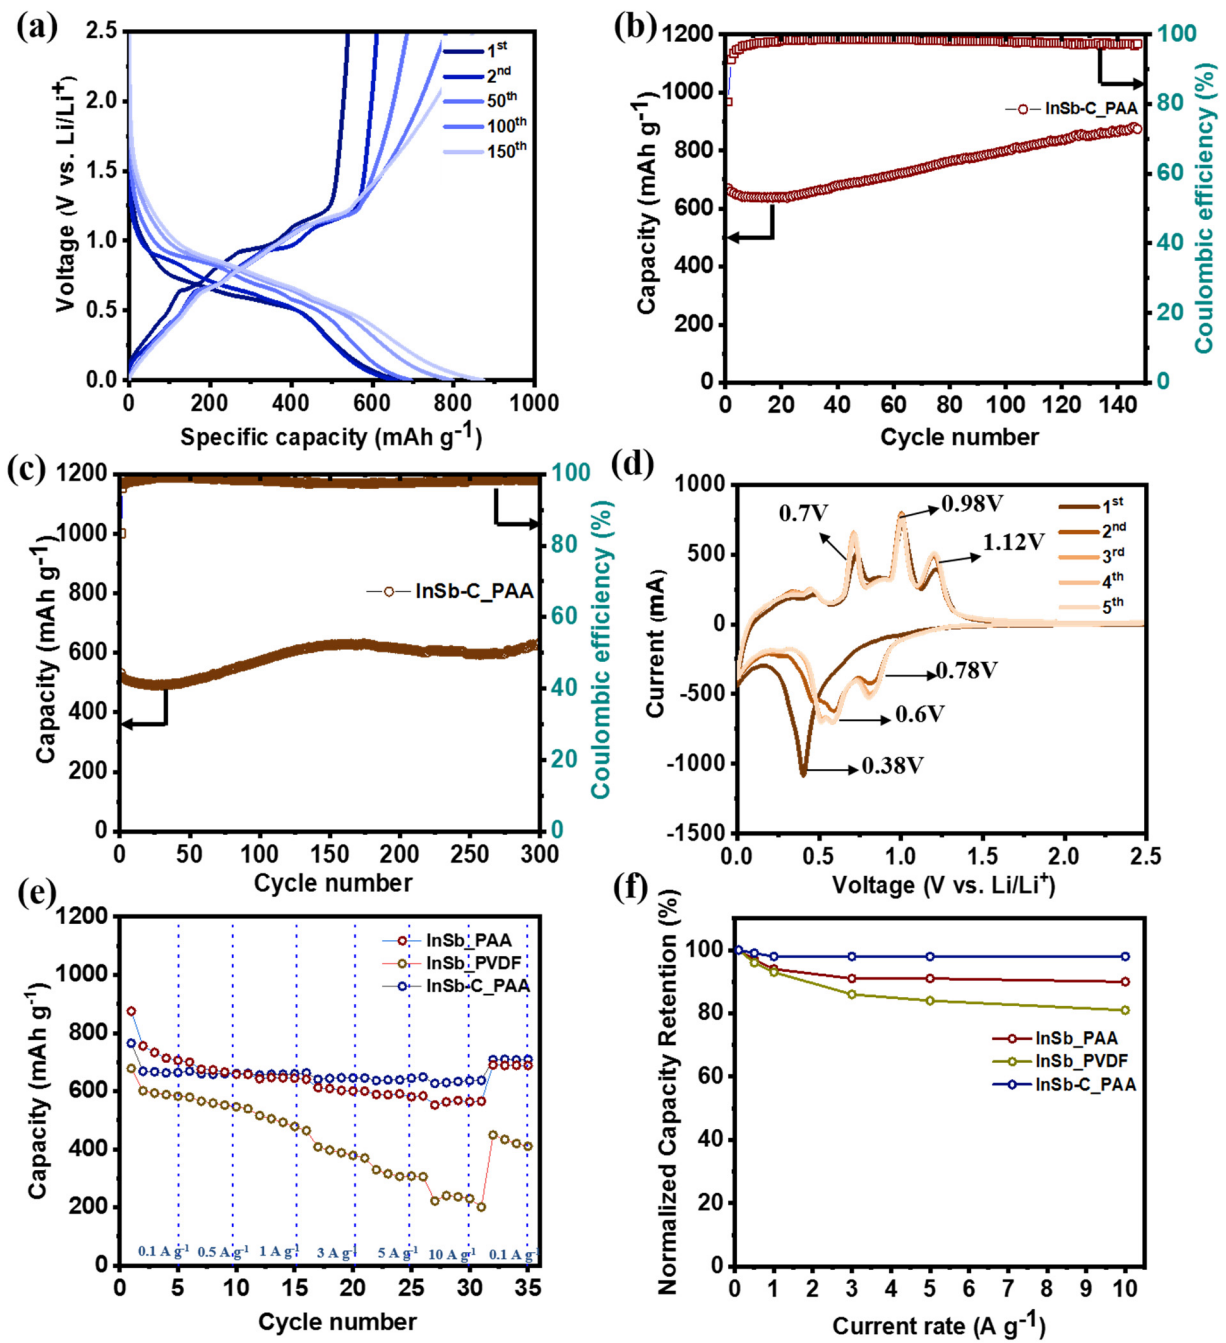 (a)
2.5
2.0
1.5
1.0
0.5
0.0
Voltage (V vs. Li/Li⁺)
1ˢᵗ
2ⁿᵈ
50ᵗʰ
100ᵗʰ
150ᵗʰ
0 200 400 600 800 1000
Specific capacity (mAh g⁻¹)
(b)
1200
1000
800
600
400
200
0
Capacity (mAh g⁻¹)
InSb-C_PAA
100
80
60
40
20
0
Coulombic efficiency (%)
0 20 40 60 80 100 120 140
Cycle number
(c)
1200
1000
800
600
400
200
0
Capacity (mAh g⁻¹)
InSb-C_PAA
100
80
60
40
20
0
Coulombic efficiency (%)
0 50 100 150 200 250 300
Cycle number
(d)
1000
500
0
-500
-1000
-1500
Current (mA)
0.7V
0.98V
1.12V
0.78V
0.6V
0.38V
1ˢᵗ
2ⁿᵈ
3ʳᵈ
4ᵗʰ
5ᵗʰ
0.0 0.5 1.0 1.5 2.0 2.5
Voltage (V vs. Li/Li⁺)
(e)
1200
1000
800
600
400
200
0
Capacity (mAh g⁻¹)
InSb_PAA
InSb_PVDF
InSb-C_PAA
0.1 A g⁻¹ 0.5 A g⁻¹ 1 A g⁻¹ 3 A g⁻¹ 5 A g⁻¹ 10 A g⁻¹ 0.1 A g⁻¹
0 5 10 15 20 25 30 35
Cycle number
(f)
100
80
60
40
20
0
Normalized Capacity Retention (%)
InSb_PAA
InSb_PVDF
InSb-C_PAA
0 1 2 3 4 5 6 7 8 9 10
Current rate (A g⁻¹)